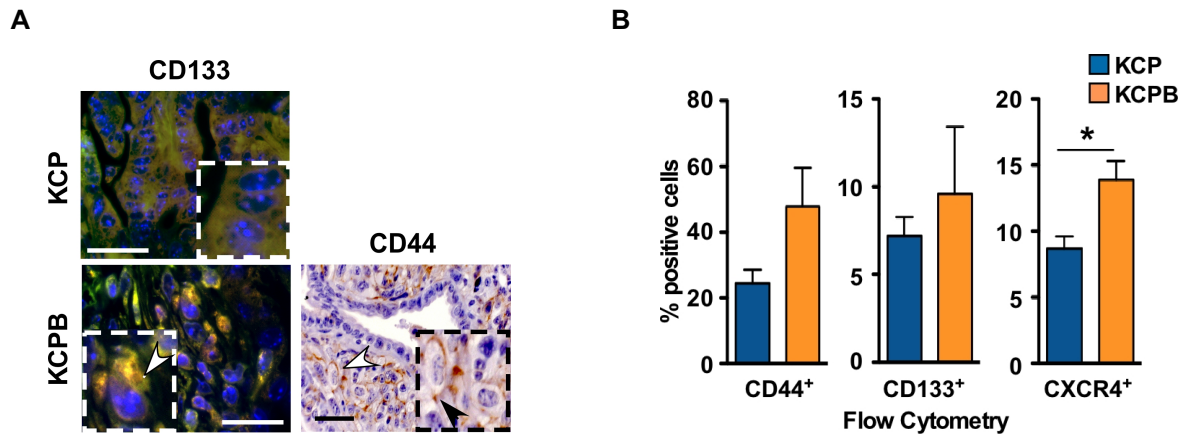 A
CD133
KCP
KCPB
CD44
B
KCP
KCPB
% positive cells
80
60
40
20
0
CD44+
15
10
5
0
CD133+
20
15
10
5
0
*
CXCR4+
Flow Cytometry